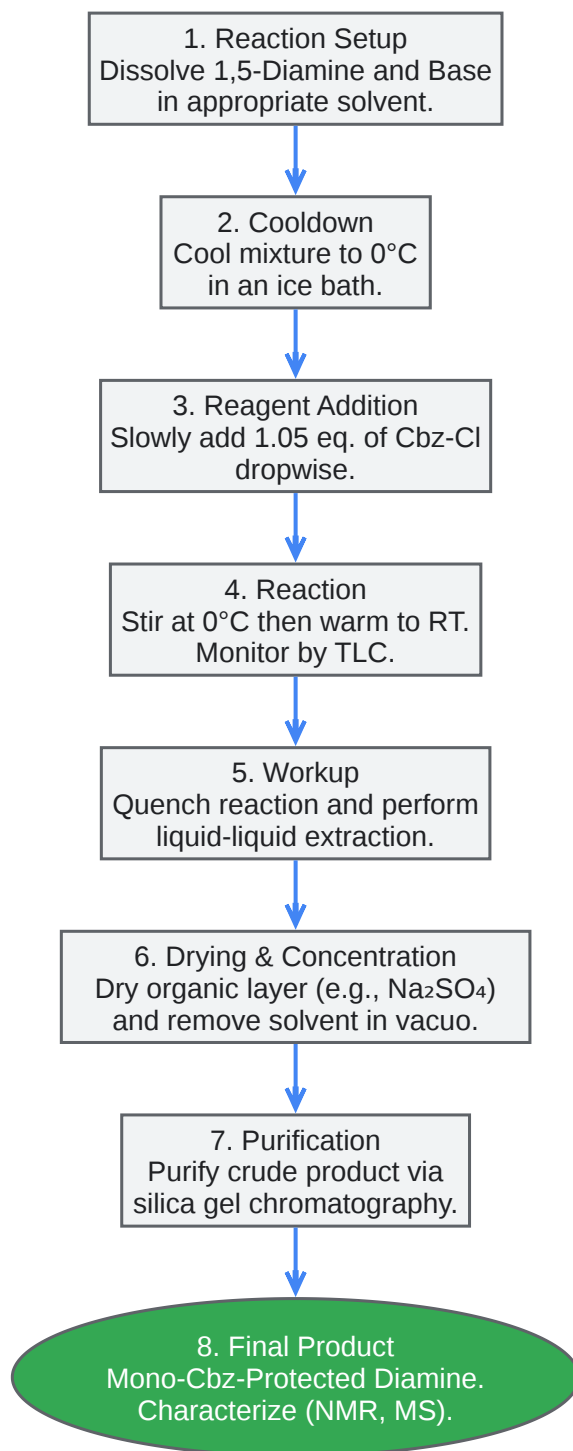 1. Reaction Setup
Dissolve 1,5-Diamine and Base
in appropriate solvent.
2. Cooldown
Cool mixture to 0°C
in an ice bath.
3. Reagent Addition
Slowly add 1.05 eq. of Cbz-Cl
dropwise.
4. Reaction
Stir at 0°C then warm to RT.
Monitor by TLC.
5. Workup
Quench reaction and perform
liquid-liquid extraction.
6. Drying & Concentration
Dry organic layer (e.g., Na₂SO₄)
and remove solvent in vacuo.
7. Purification
Purify crude product via
silica gel chromatography.
8. Final Product
Mono-Cbz-Protected Diamine.
Characterize (NMR, MS).